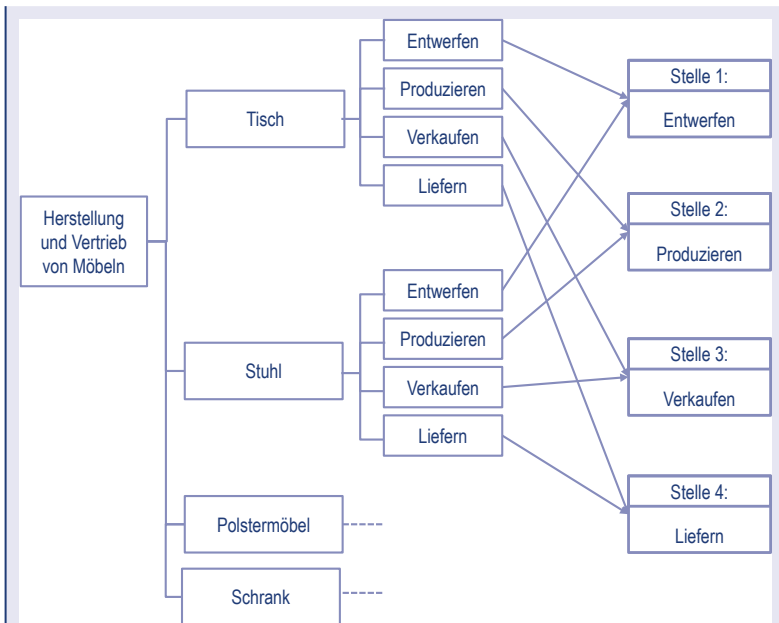 Herstellung
und Vertrieb
von Möbeln
Tisch
Entwerfen
Produzieren
Verkaufen
Liefern
Stuhl
Entwerfen
Produzieren
Verkaufen
Liefern
Polstermöbel
Schrank
Stelle 1:
Entwerfen
Stelle 2:
Produzieren
Stelle 3:
Verkaufen
Stelle 4:
Liefern